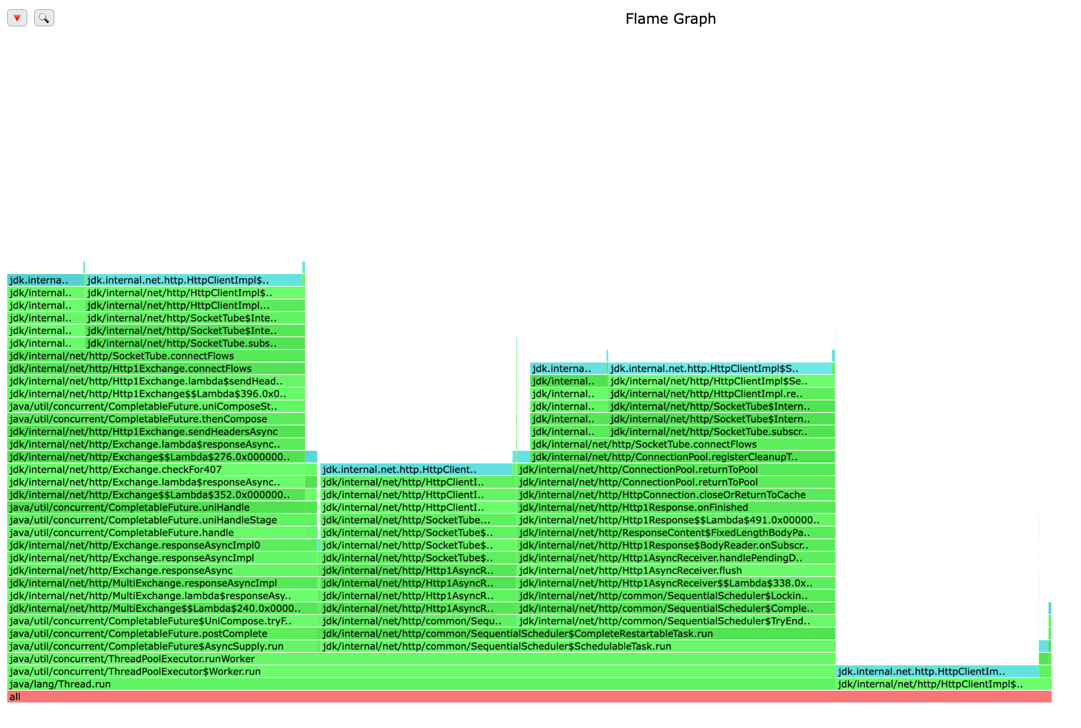 Flame Graph
jdk.interna.. jdk.internal.net.http.HttpClientImpl$..
jdk/internal.. jdk/internal/net/http/HttpClientImpl$..
jdk/internal.. jdk/internal/net/http/HttpClientImpl...
jdk/internal.. jdk/internal/net/http/SocketTube$Inte..
jdk/internal.. jdk/internal/net/http/SocketTube$Inte..
jdk/internal.. jdk/internal/net/http/SocketTube.subs..
jdk/internal/net/http/SocketTube.connectFlows
jdk/internal/net/http/Http1Exchange.connectFlows jdk.interna.. jdk.internal.net.http.HttpClientImpl$S..
jdk/internal/net/http/Http1Exchange.lambda$sendHead.. jdk/internal.. jdk/internal/net/http/HttpClientImpl$Se..
jdk/internal/net/http/Http1Exchange$$Lambda$396.0x0.. jdk/internal.. jdk/internal/net/http/HttpClientImpl.re..
java/util/concurrent/CompletableFuture.uniComposeSt.. jdk/internal.. jdk/internal/net/http/SocketTube$Intern..
java/util/concurrent/CompletableFuture.thenCompose jdk/internal.. jdk/internal/net/http/SocketTube$Intern..
jdk/internal/net/http/Http1Exchange.sendHeadersAsync jdk/internal.. jdk/internal/net/http/SocketTube.subscr..
jdk/internal/net/http/Exchange.lambda$responseAsync.. jdk/internal/net/http/SocketTube.connectFlows
jdk/internal/net/http/Exchange$$Lambda$276.0x000000.. jdk/internal/net/http/ConnectionPool.registerCleanupT..
jdk/internal/net/http/Exchange.checkFor407 jdk.internal.net.http.HttpClient.. jdk/internal/net/http/ConnectionPool.returnToPool
jdk/internal/net/http/Exchange.lambda$responseAsync.. jdk/internal/net/http/HttpClientI.. jdk/internal/net/http/ConnectionPool.returnToPool
jdk/internal/net/http/Exchange$$Lambda$352.0x000000.. jdk/internal/net/http/HttpClientI.. jdk/internal/net/http/HttpConnection.closeOrReturnToCache
java/util/concurrent/CompletableFuture.uniHandle jdk/internal/net/http/HttpClientI.. jdk/internal/net/http/Http1Response.onFinished
java/util/concurrent/CompletableFuture.uniHandleStage jdk/internal/net/http/SocketTube... jdk/internal/net/http/Http1Response$$Lambda$491.0x00000..
java/util/concurrent/CompletableFuture.handle jdk/internal/net/http/SocketTube$.. jdk/internal/net/http/ResponseContent$FixedLengthBodyPa..
jdk/internal/net/http/Exchange.responseAsyncImpl0 jdk/internal/net/http/SocketTube$.. jdk/internal/net/http/Http1Response$BodyReader.onSubscr..
jdk/internal/net/http/Exchange.responseAsyncImpl jdk/internal/net/http/SocketTube$.. jdk/internal/net/http/Http1AsyncReceiver.handlePendingD..
jdk/internal/net/http/Exchange.responseAsync jdk/internal/net/http/Http1AsyncR.. jdk/internal/net/http/Http1AsyncReceiver.flush
jdk/internal/net/http/MultiExchange.responseAsyncImpl jdk/internal/net/http/Http1AsyncR.. jdk/internal/net/http/Http1AsyncReceiver$$Lambda$338.0x..
jdk/internal/net/http/MultiExchange.lambda$responseAsy.. jdk/internal/net/http/Http1AsyncR.. jdk/internal/net/http/common/SequentialScheduler$Lockin..
jdk/internal/net/http/MultiExchange$$Lambda$240.0x0000.. jdk/internal/net/http/Http1AsyncR.. jdk/internal/net/http/common/SequentialScheduler$Comple..
java/util/concurrent/CompletableFuture$UniCompose.tryF.. jdk/internal/net/http/common/Sequ.. jdk/internal/net/http/common/SequentialScheduler$TryEnd..
java/util/concurrent/CompletableFuture.postComplete jdk/internal/net/http/common/SequentialScheduler$CompleteRestartableTask.run
java/util/concurrent/CompletableFuture$AsyncSupply.run jdk/internal/net/http/common/SequentialScheduler$SchedulableTask.run
java/util/concurrent/ThreadPoolExecutor.runWorker
java/util/concurrent/ThreadPoolExecutor$Worker.run jdk.internal.net.http.HttpClientIm..
java/lang/Thread.run jdk/internal/net/http/HttpClientImpl$..
all